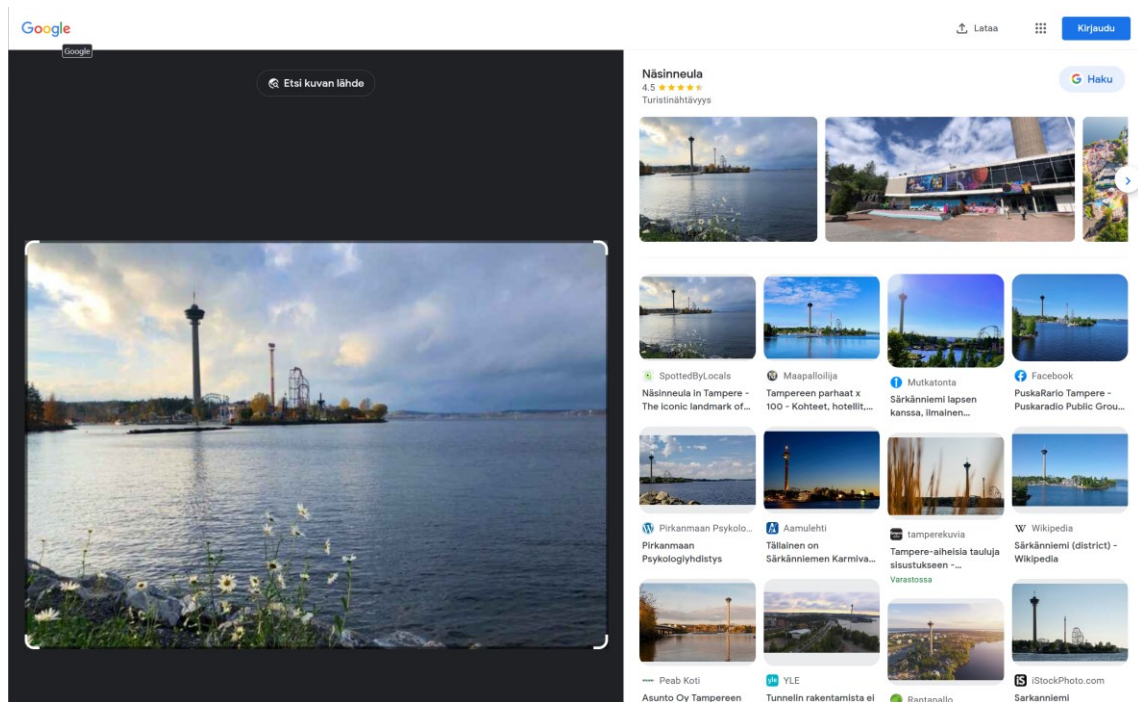 Google
Lataa
Kirjaudu
Google
Etsi kuvan lähde
Näsinneula
4.5
Turistinähtävyys
Haku
SpottedByLocals
Näsinneula in Tampere -
The iconic landmark of...
Maapalloilija
Tampereen parhaat x
100 - Kohteet, hotellit,...
Mutkatonta
Särkänniemi lapsen
kanssa, ilmainen...
Facebook
PuskaRario Tampere -
Puskaradio Public Grou...
Pirkanmaan Psykolo...
Pirkanmaan
Psykologiyhdistys
Aamulehti
Tällainen on
Särkänniemen Karmiva...
tamperekuvia
Tampere-aiheisia tauluja
sisustukseen -...
Varastossa
W Wikipedia
Särkänniemi (district) -
Wikipedia
Peab Koti
Asunto Oy Tampereen
yle YLE
Tunnelin rakentamista ei
Rantapallo
iS iStockPhoto.com
Sarkanniemi